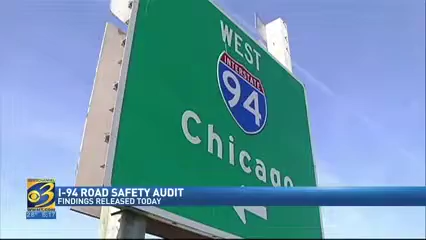 WEST
INTERSTATE
94
Chicago
I-94 ROAD SAFETY AUDIT
FINDINGS RELEASED TODAY